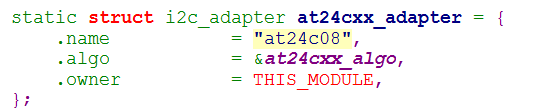 static struct i2c_adapter at24cxx_adapter = {
    .name           = "at24c08",
    .algo           = &at24cxx_algo,
    .owner          = THIS_MODULE,
};